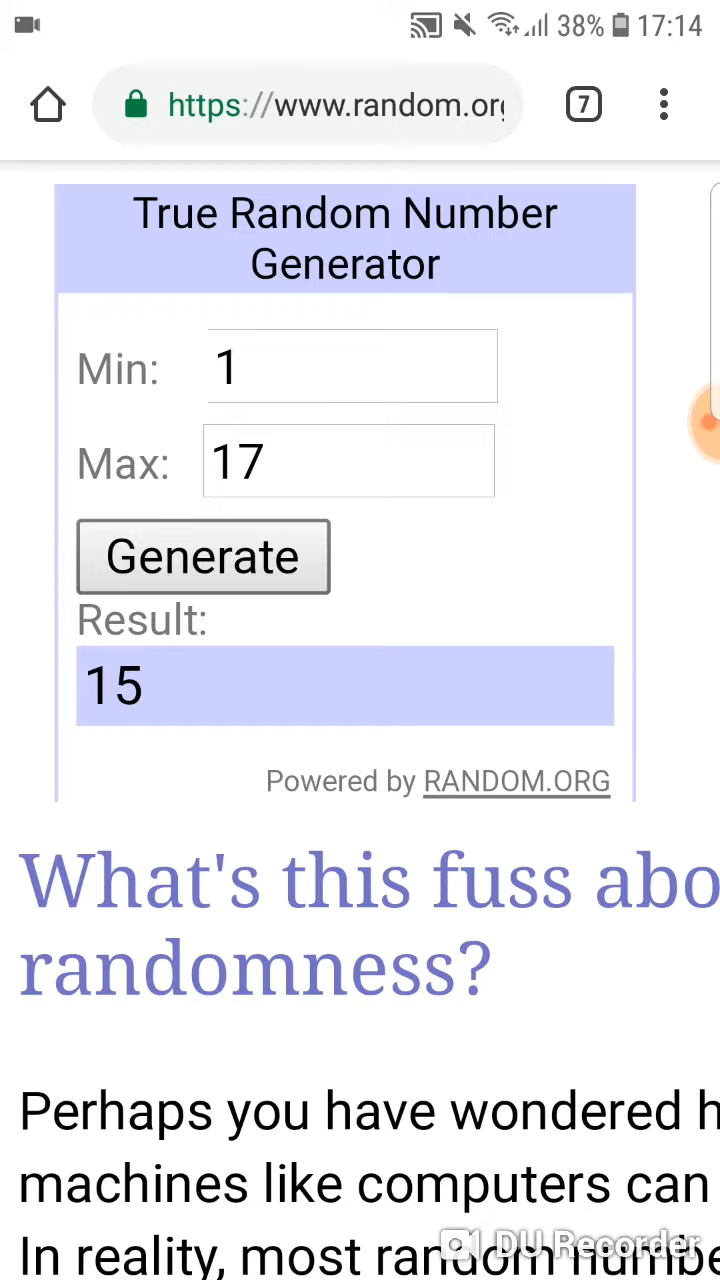 38% 17:14
https://www.random.org
7
True Random Number
Generator
Min: 1
Max: 17
Generate
Result:
15
Powered by RANDOM.ORG
What's this fuss abo
randomness?
Perhaps you have wondered h
machines like computers can
In reality, most random numbe
DU Recorder